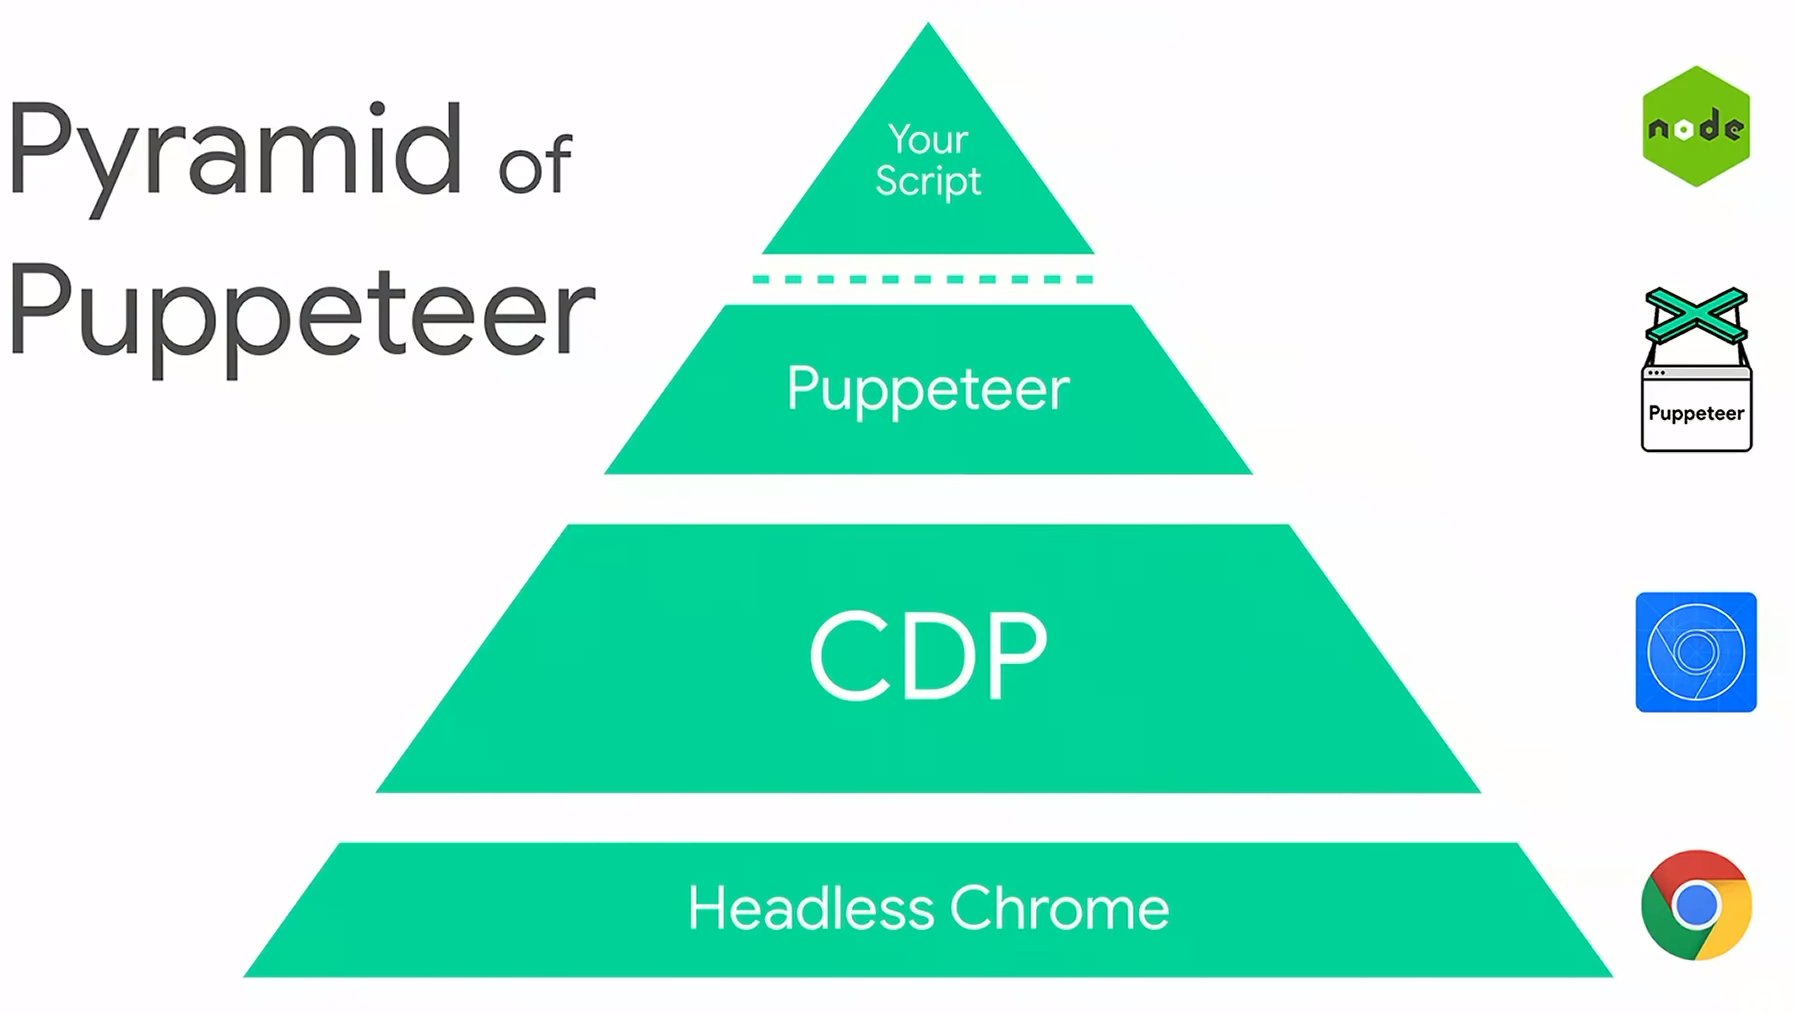 Pyramid of
Puppeteer
Your
Script
Puppeteer
CDP
Headless Chrome
node
Puppeteer